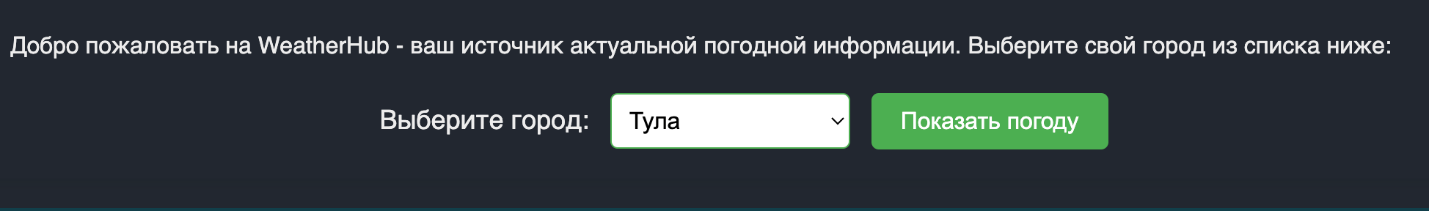 Добро пожаловать на WeatherHub - ваш источник актуальной погодной информации. Выберите свой город из списка ниже:
Выберите город: Тула Показать погоду